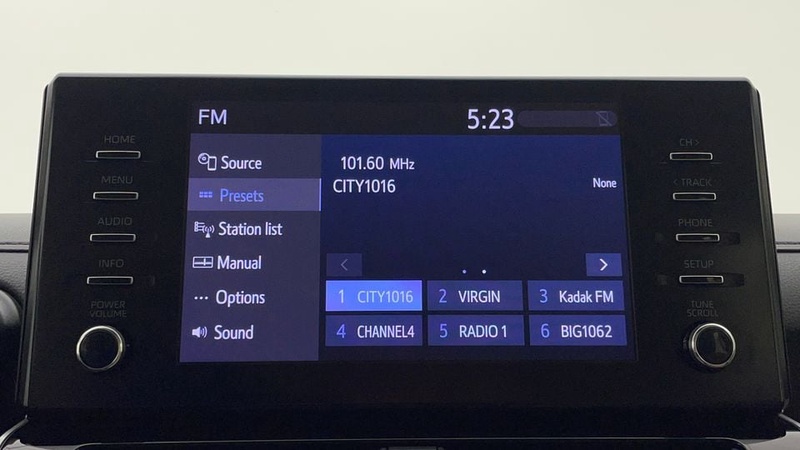 HOME
MENU
AUDIO
INFO
POWER
VOLUME
FM
5:23
Source
Presets
Station list
Manual
Options
Sound
101.60 MHz
CITY1016
None
< >
1 CITY1016
2 VIRGIN
3 Kadak FM
4 CHANNEL4
5 RADIO 1
6 BIG1062
CH >
< TRACK
PHONE
SETUP
TUNE
SCROLL